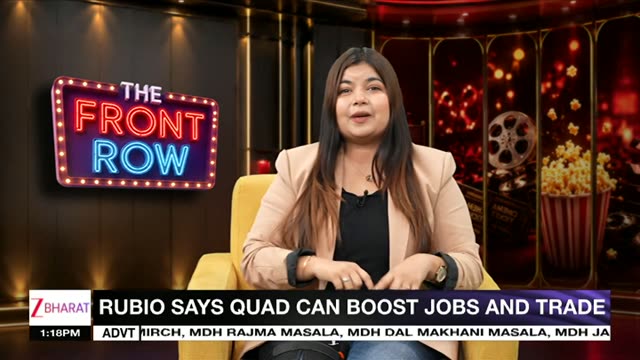 THE
FRONT
ROW
Z BHARAT
RUBIO SAYS QUAD CAN BOOST JOBS AND TRADE
1:18PM
ADVT
MIRCH, MDH RAJMA MASALA, MDH DAL MAKHANI MASALA, MDH JA